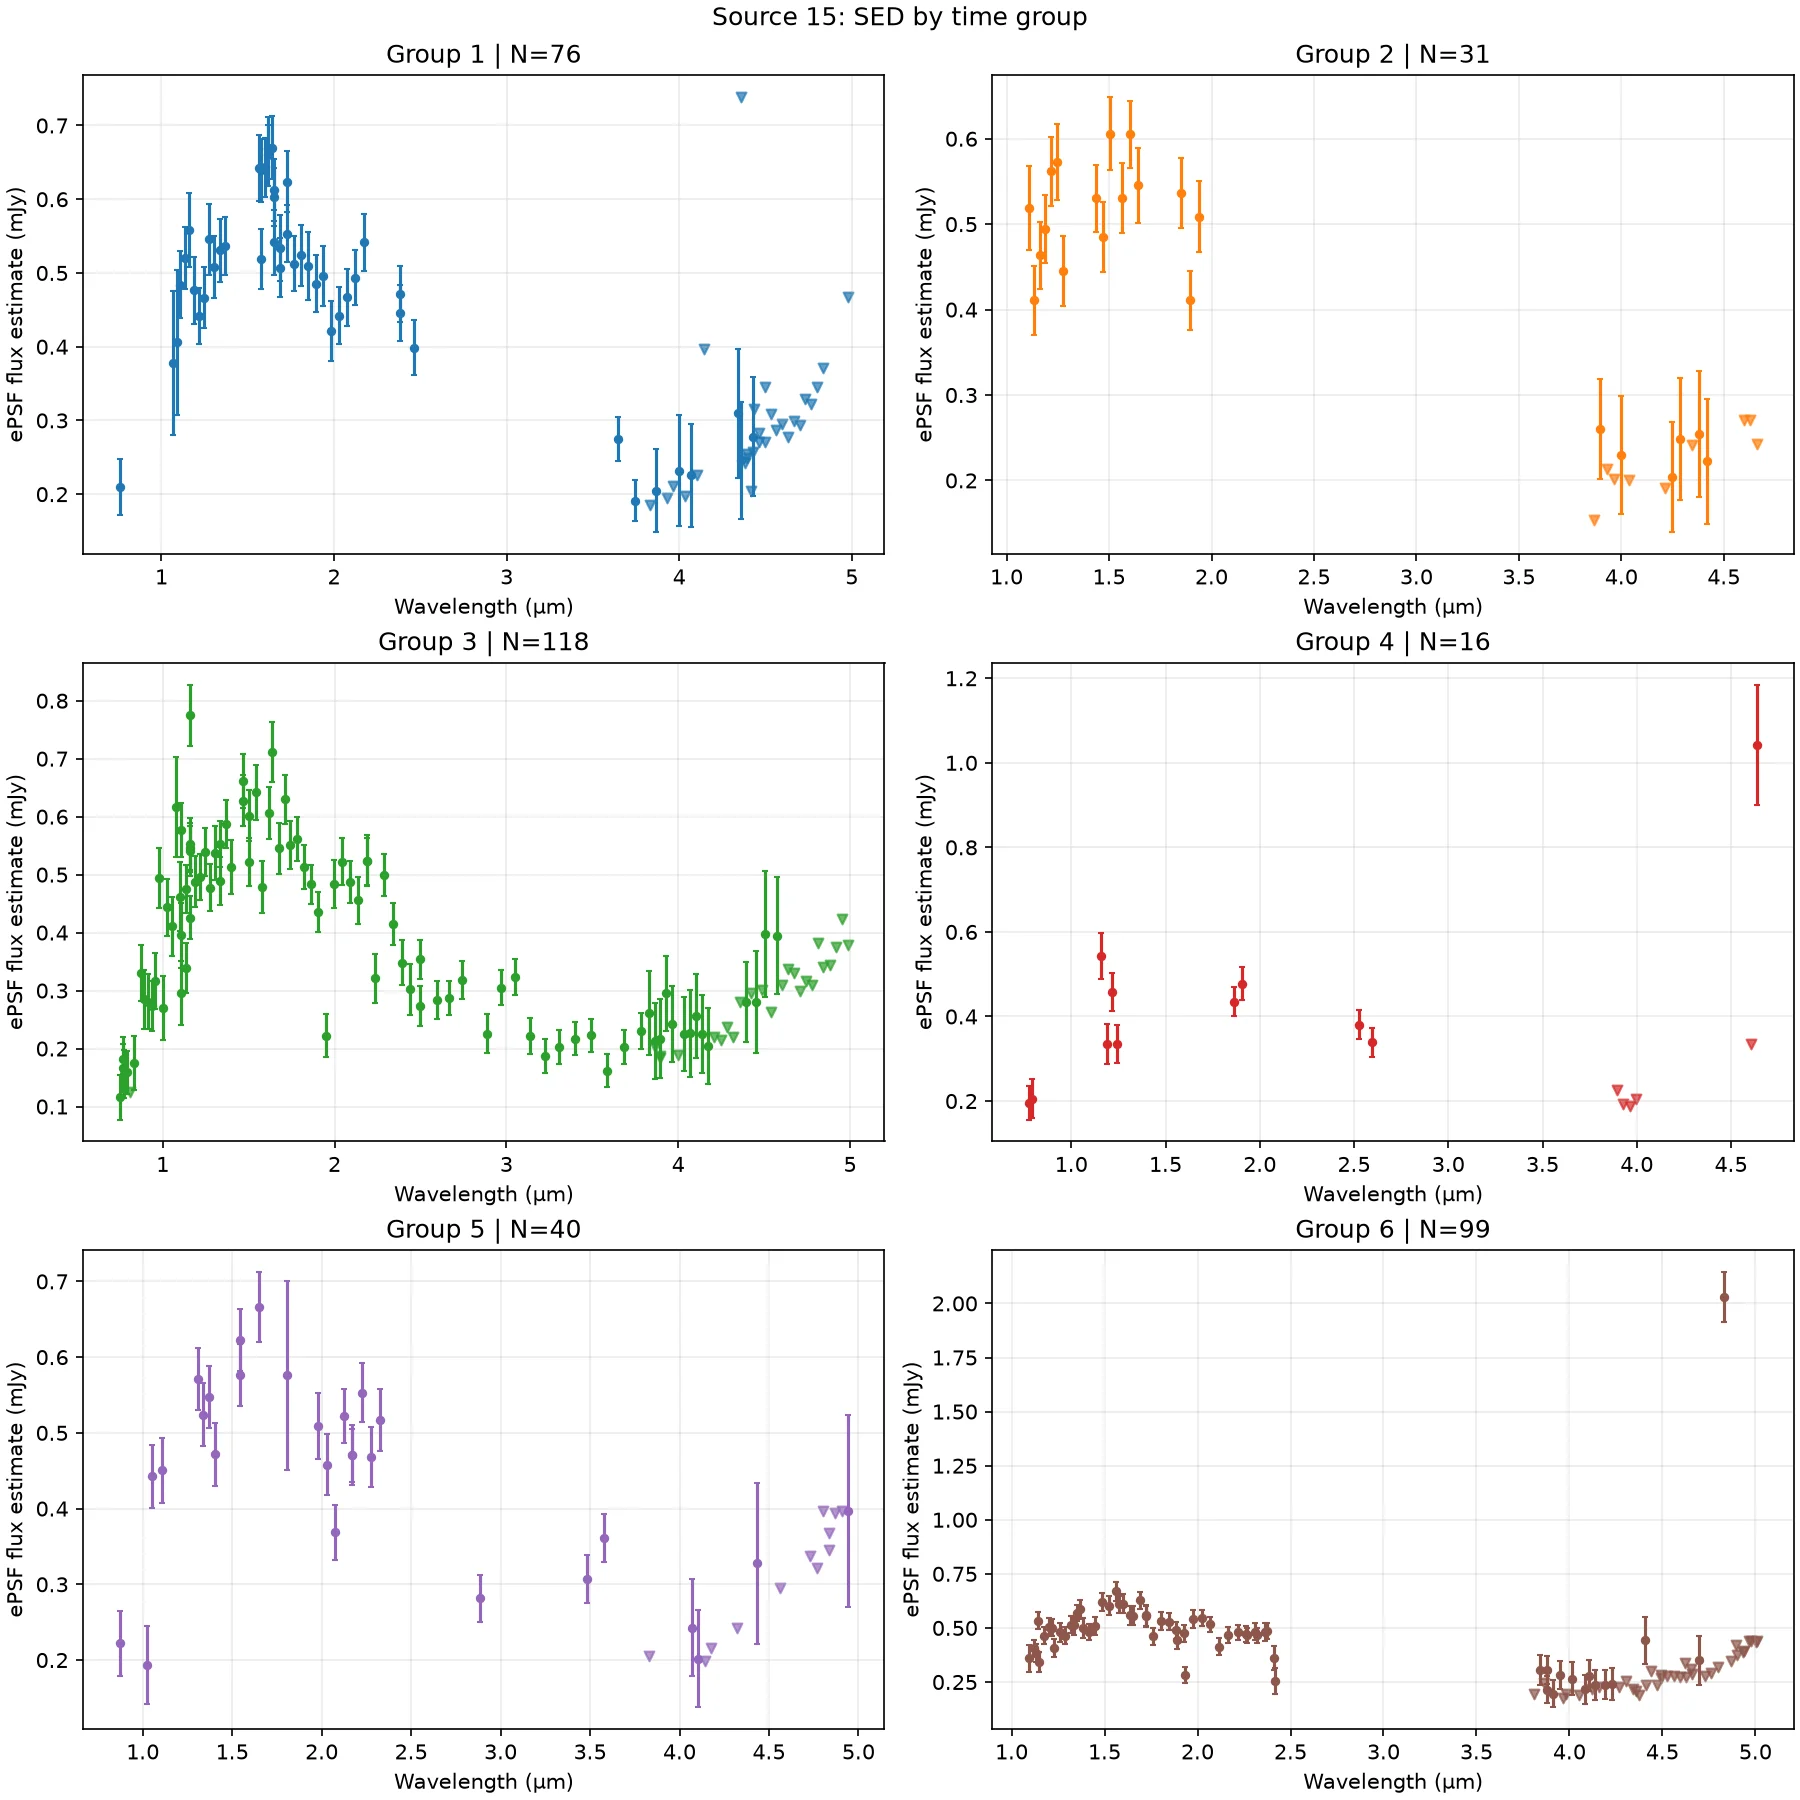 Source 15: SED by time group
Group 1 | N=76
ePSF flux estimate (mJy)
0.7
0.6
0.5
0.4
0.3
0.2
1 2 3 4 5
Wavelength (µm)
Group 2 | N=31
ePSF flux estimate (mJy)
0.6
0.5
0.4
0.3
0.2
1.0 1.5 2.0 2.5 3.0 3.5 4.0 4.5
Wavelength (µm)
Group 3 | N=118
ePSF flux estimate (mJy)
0.8
0.7
0.6
0.5
0.4
0.3
0.2
0.1
1 2 3 4 5
Wavelength (µm)
Group 4 | N=16
ePSF flux estimate (mJy)
1.2
1.0
0.8
0.6
0.4
0.2
1.0 1.5 2.0 2.5 3.0 3.5 4.0 4.5
Wavelength (µm)
Group 5 | N=40
ePSF flux estimate (mJy)
0.7
0.6
0.5
0.4
0.3
0.2
1.0 1.5 2.0 2.5 3.0 3.5 4.0 4.5 5.0
Wavelength (µm)
Group 6 | N=99
ePSF flux estimate (mJy)
2.00
1.75
1.50
1.25
1.00
0.75
0.50
0.25
1.0 1.5 2.0 2.5 3.0 3.5 4.0 4.5 5.0
Wavelength (µm)